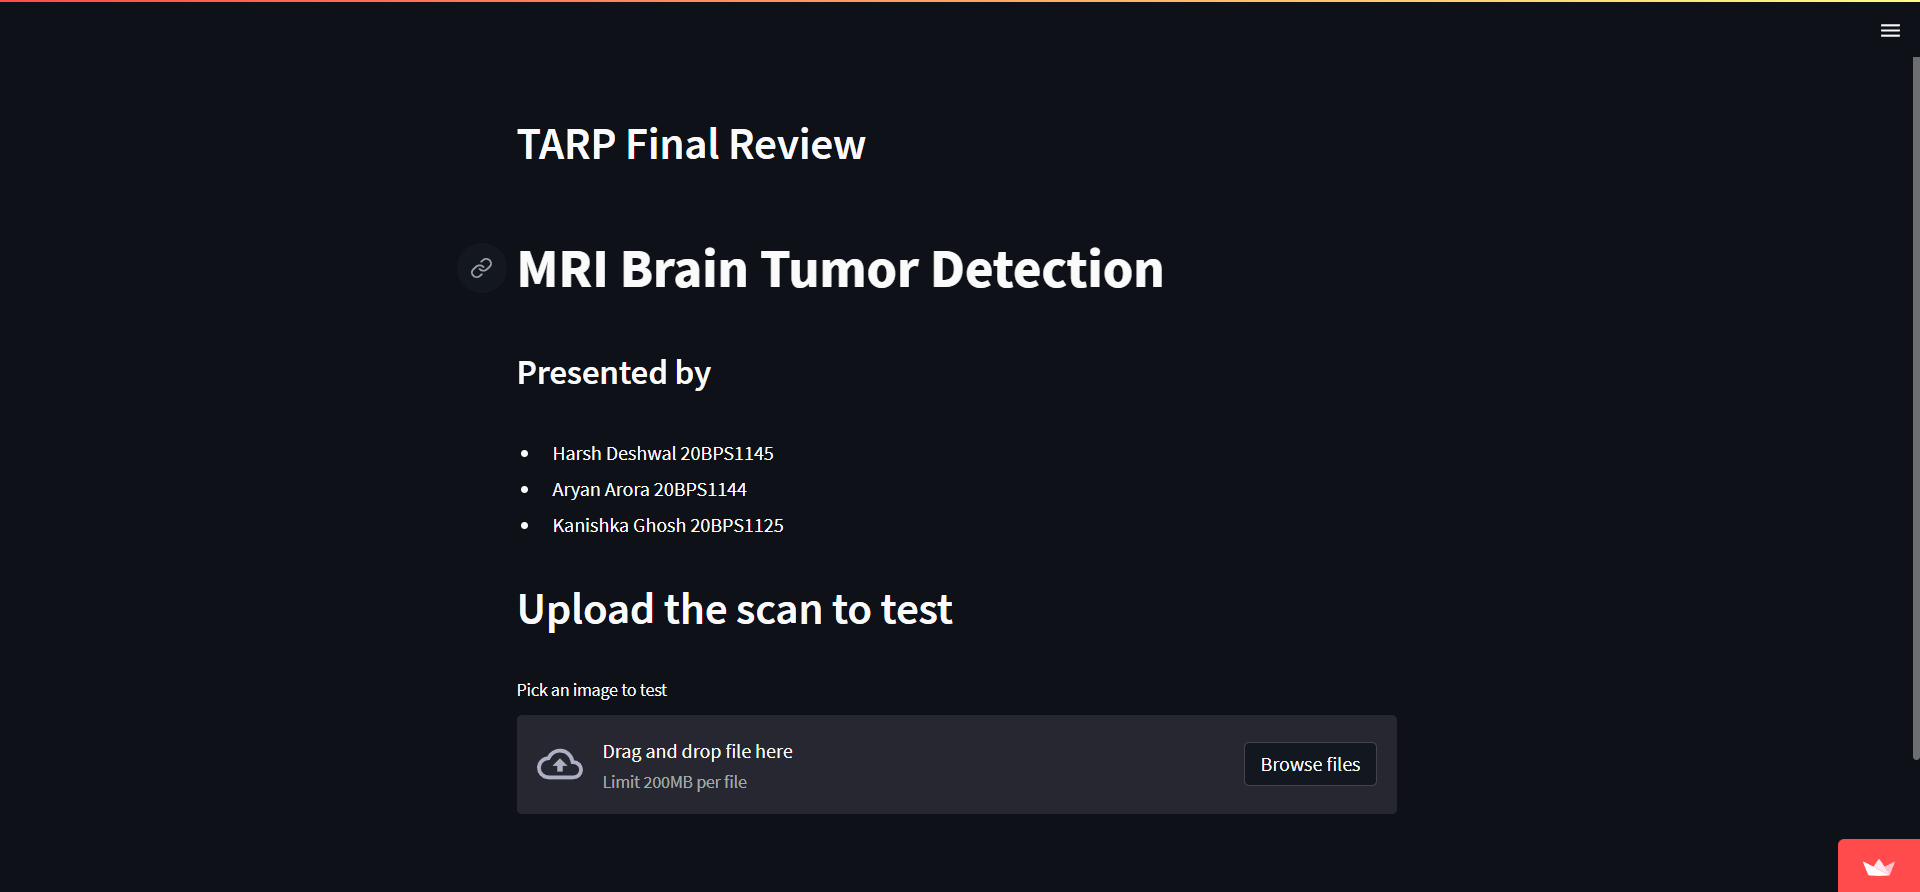 TARP Final Review
MRI Brain Tumor Detection
Presented by
Harsh Deshwal 20BPS1145
Aryan Arora 20BPS1144
Kanishka Ghosh 20BPS1125
Upload the scan to test
Pick an image to test
Drag and drop file here
Limit 200MB per file
Browse files